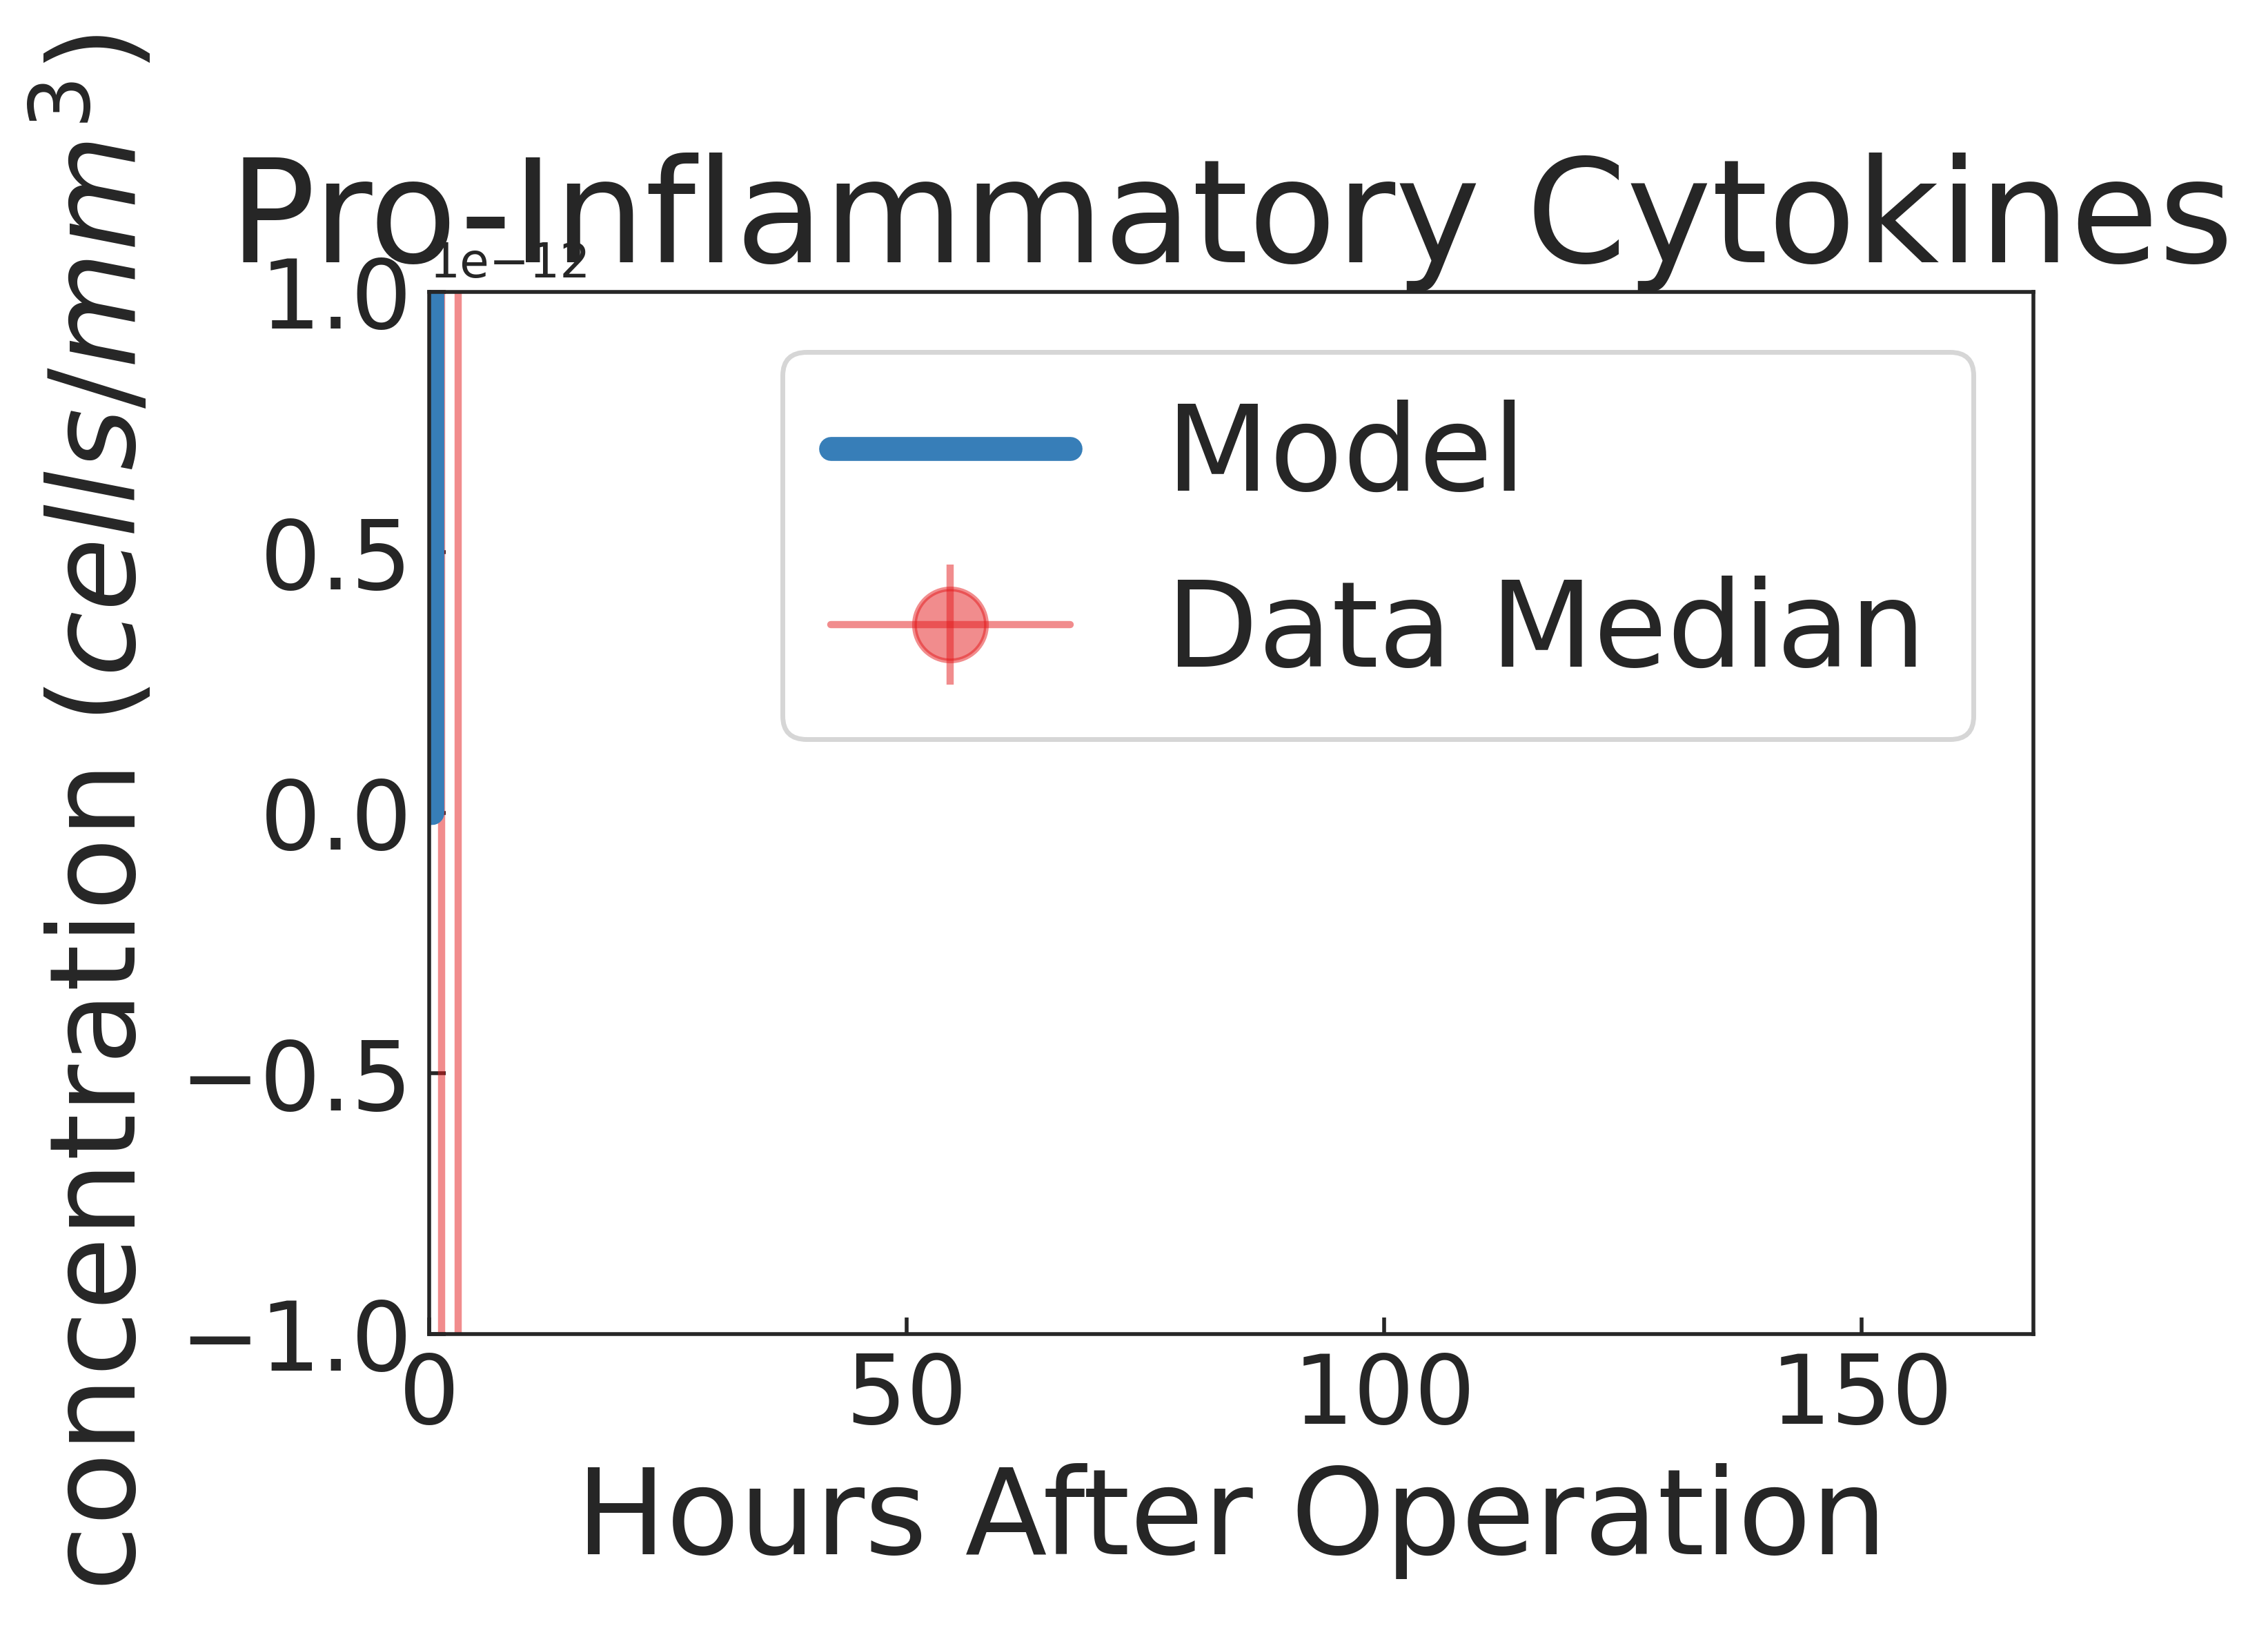 Pro-Inflammatory Cytokines
1e−12
concentration (cells/mm³)
1.0
0.5
0.0
−0.5
−1.0
Model
Data Median
0 50 100 150
Hours After Operation